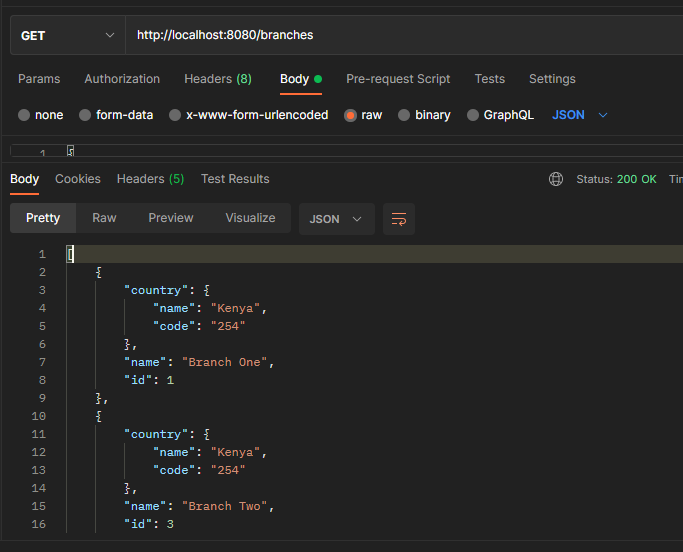 GET http://localhost:8080/branches
Params Authorization Headers (8) Body Pre-request Script Tests Settings
none form-data x-www-form-urlencoded raw binary GraphQL JSON
1 {
Body Cookies Headers (5) Test Results Status: 200 OK
Pretty Raw Preview Visualize JSON
1 [
2 {
3 "country": {
4 "name": "Kenya",
5 "code": "254"
6 },
7 "name": "Branch One",
8 "id": 1
9 },
10 {
11 "country": {
12 "name": "Kenya",
13 "code": "254"
14 },
15 "name": "Branch Two",
16 "id": 3